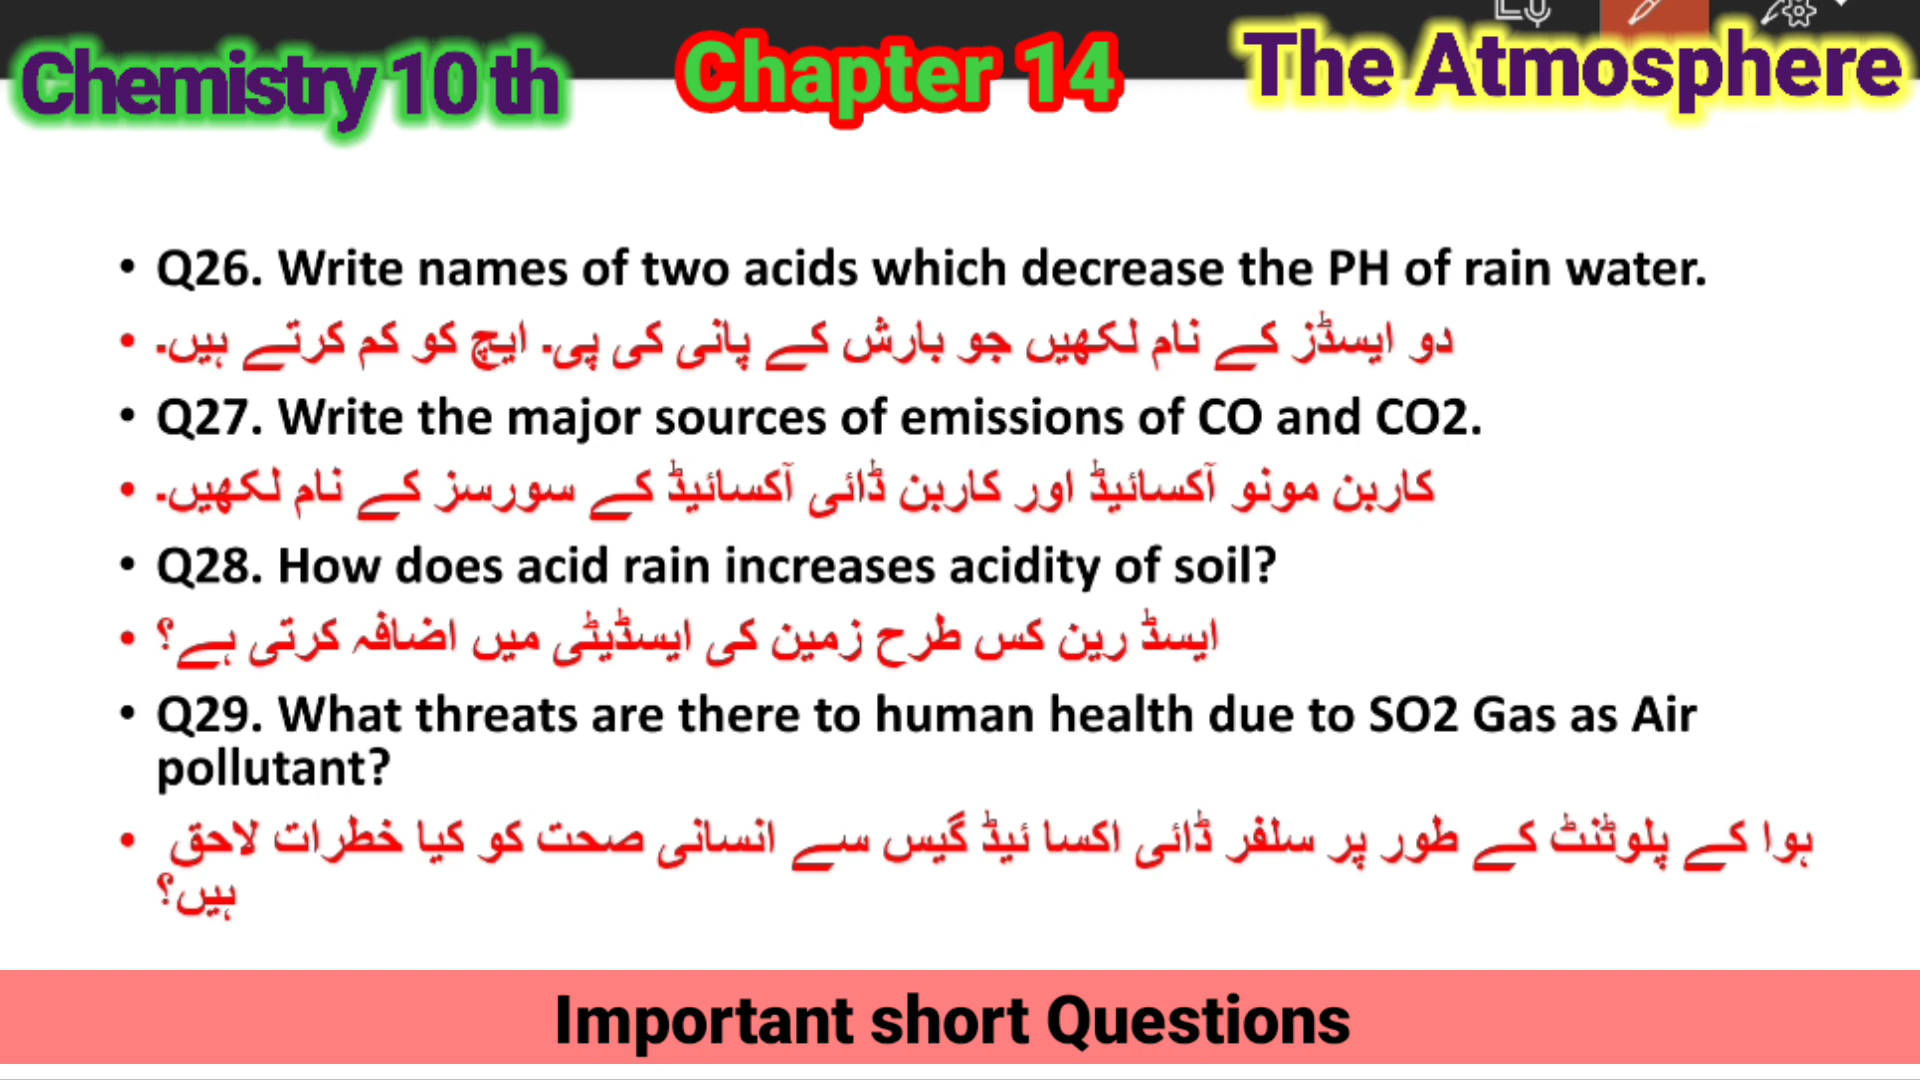 Chemistry 10 th
Chapter 14
The Atmosphere
• Q26. Write names of two acids which decrease the PH of rain water.
• دو ایسڈز کے نام لکھیں جو بارش کے پانی کی پی۔ ایچ کو کم کرتے ہیں۔
• Q27. Write the major sources of emissions of CO and CO2.
• کاربن مونو آکسائیڈ اور کاربن ڈائی آکسائیڈ کے سورسز کے نام لکھیں۔
• Q28. How does acid rain increases acidity of soil?
• ایسڈ رین کس طرح زمین کی ایسڈیٹی میں اضافہ کرتی ہے؟
• Q29. What threats are there to human health due to SO2 Gas as Air
pollutant?
• ہوا کے پلوٹنٹ کے طور پر سلفر ڈائی اکسا ئیڈ گیس سے انسانی صحت کو کیا خطرات لاحق
ہیں؟
Important short Questions